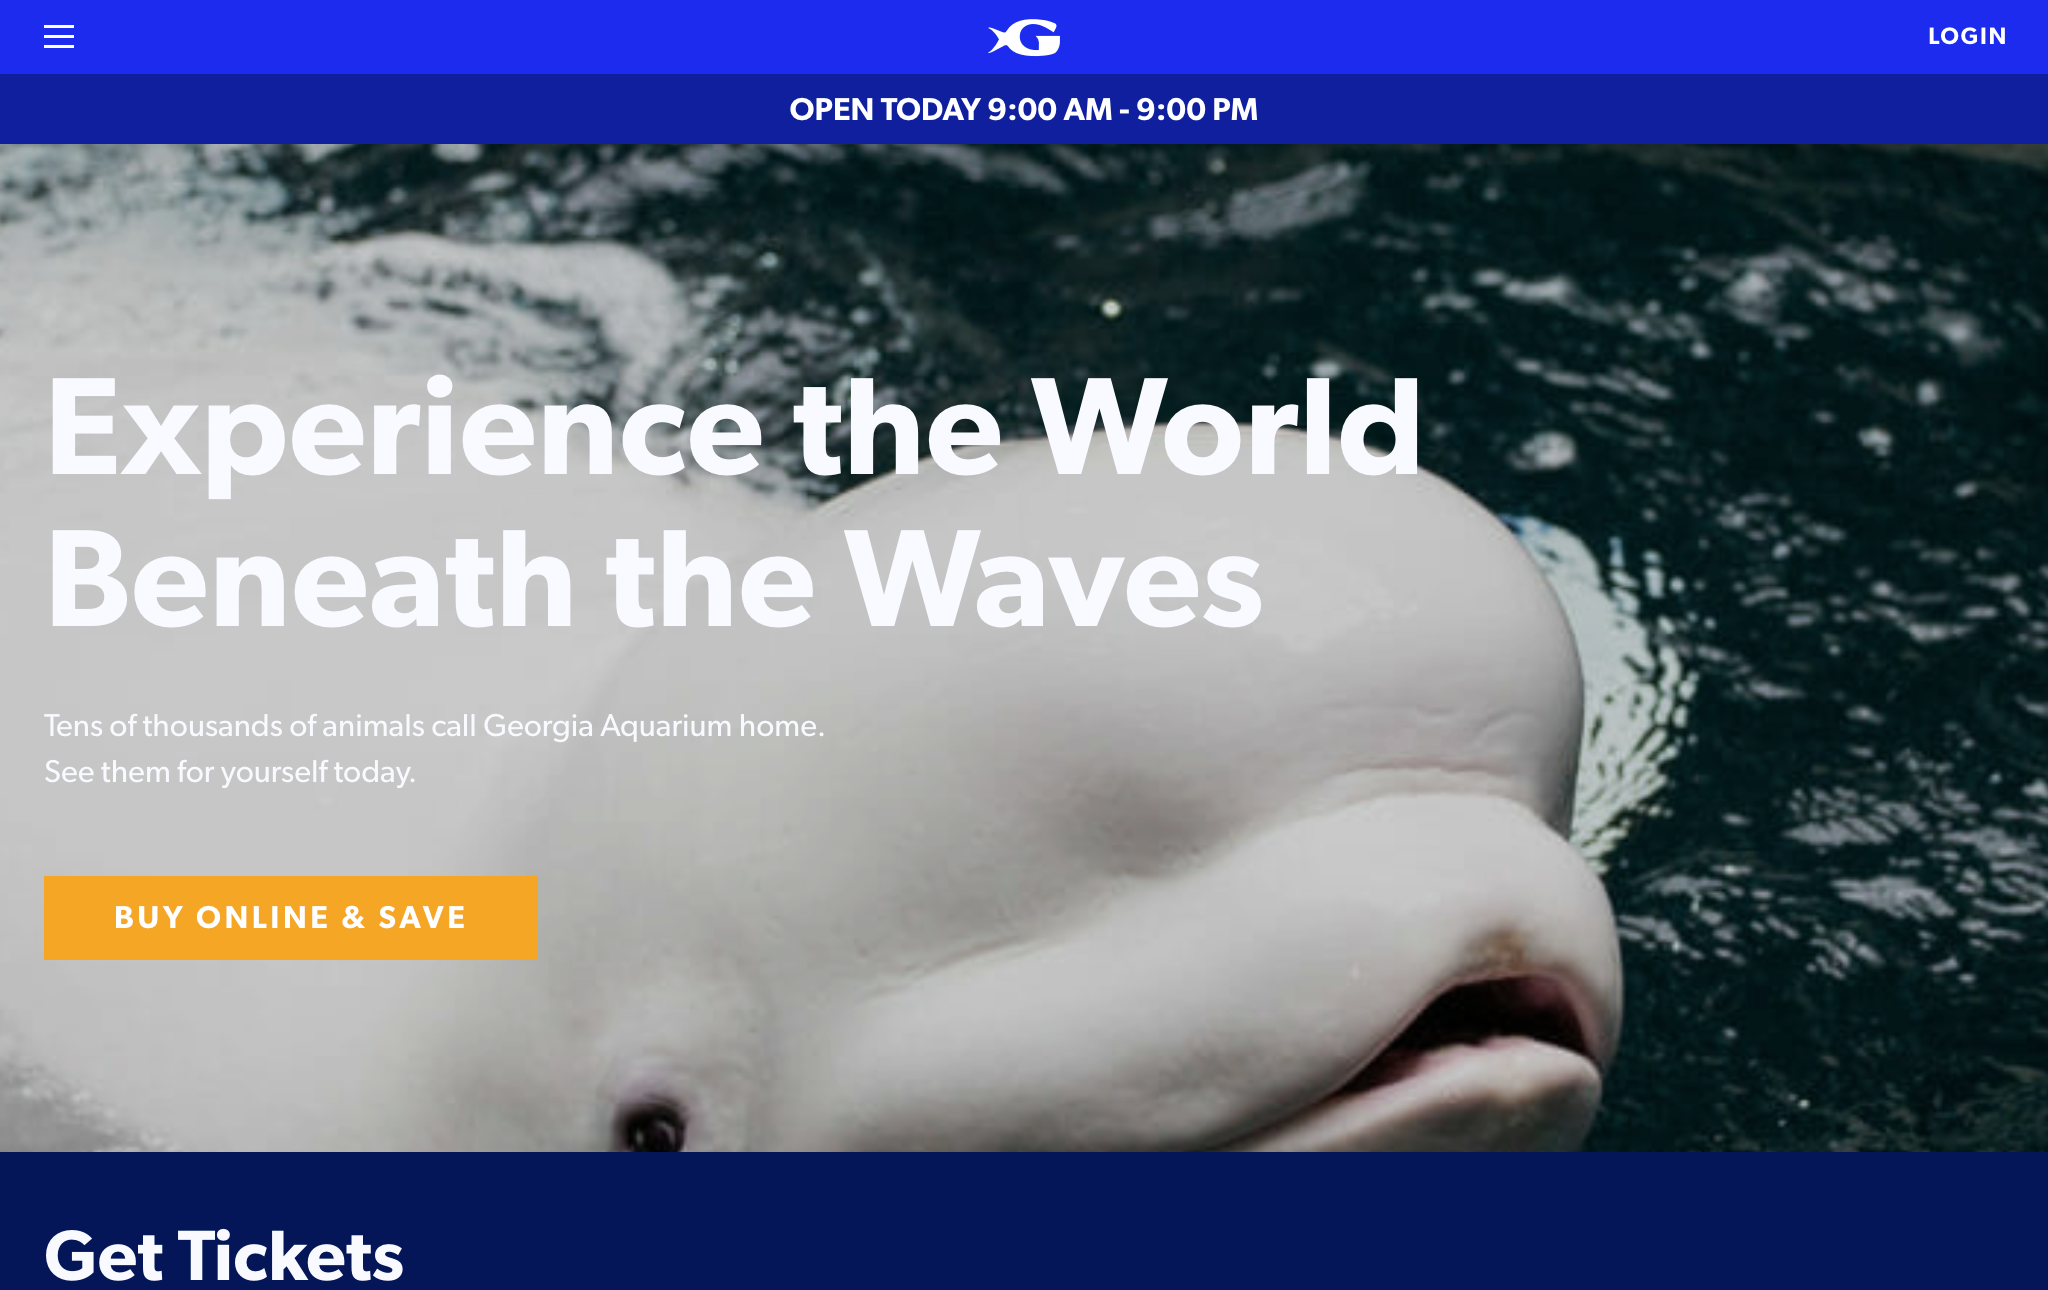 LOGIN
OPEN TODAY 9:00 AM - 9:00 PM
Experience the World
Beneath the Waves
Tens of thousands of animals call Georgia Aquarium home.
See them for yourself today.
BUY ONLINE & SAVE
Get Tickets